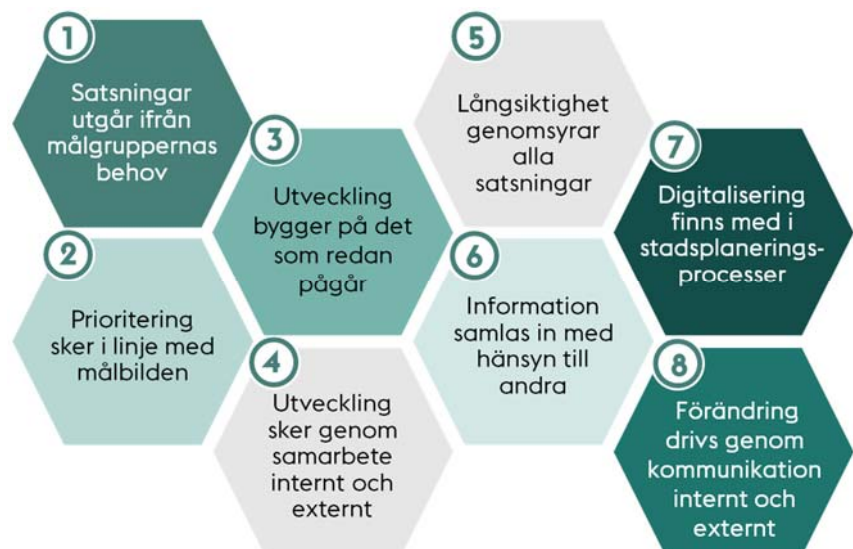 1
Satsningar
utgår ifrån
målgruppernas
behov
2
Prioritering
sker i linje med
målbilden
3
Utveckling
bygger på det
som redan
pågår
4
Utveckling
sker genom
samarbete
internt och
externt
5
Långsiktighet
genomsyrar
alla
satsningar
6
Information
samlas in med
hänsyn till
andra
7
Digitalisering
finns med i
stadsplanerings-
processer
8
Förändring
drivs genom
kommunikation
internt och
externt